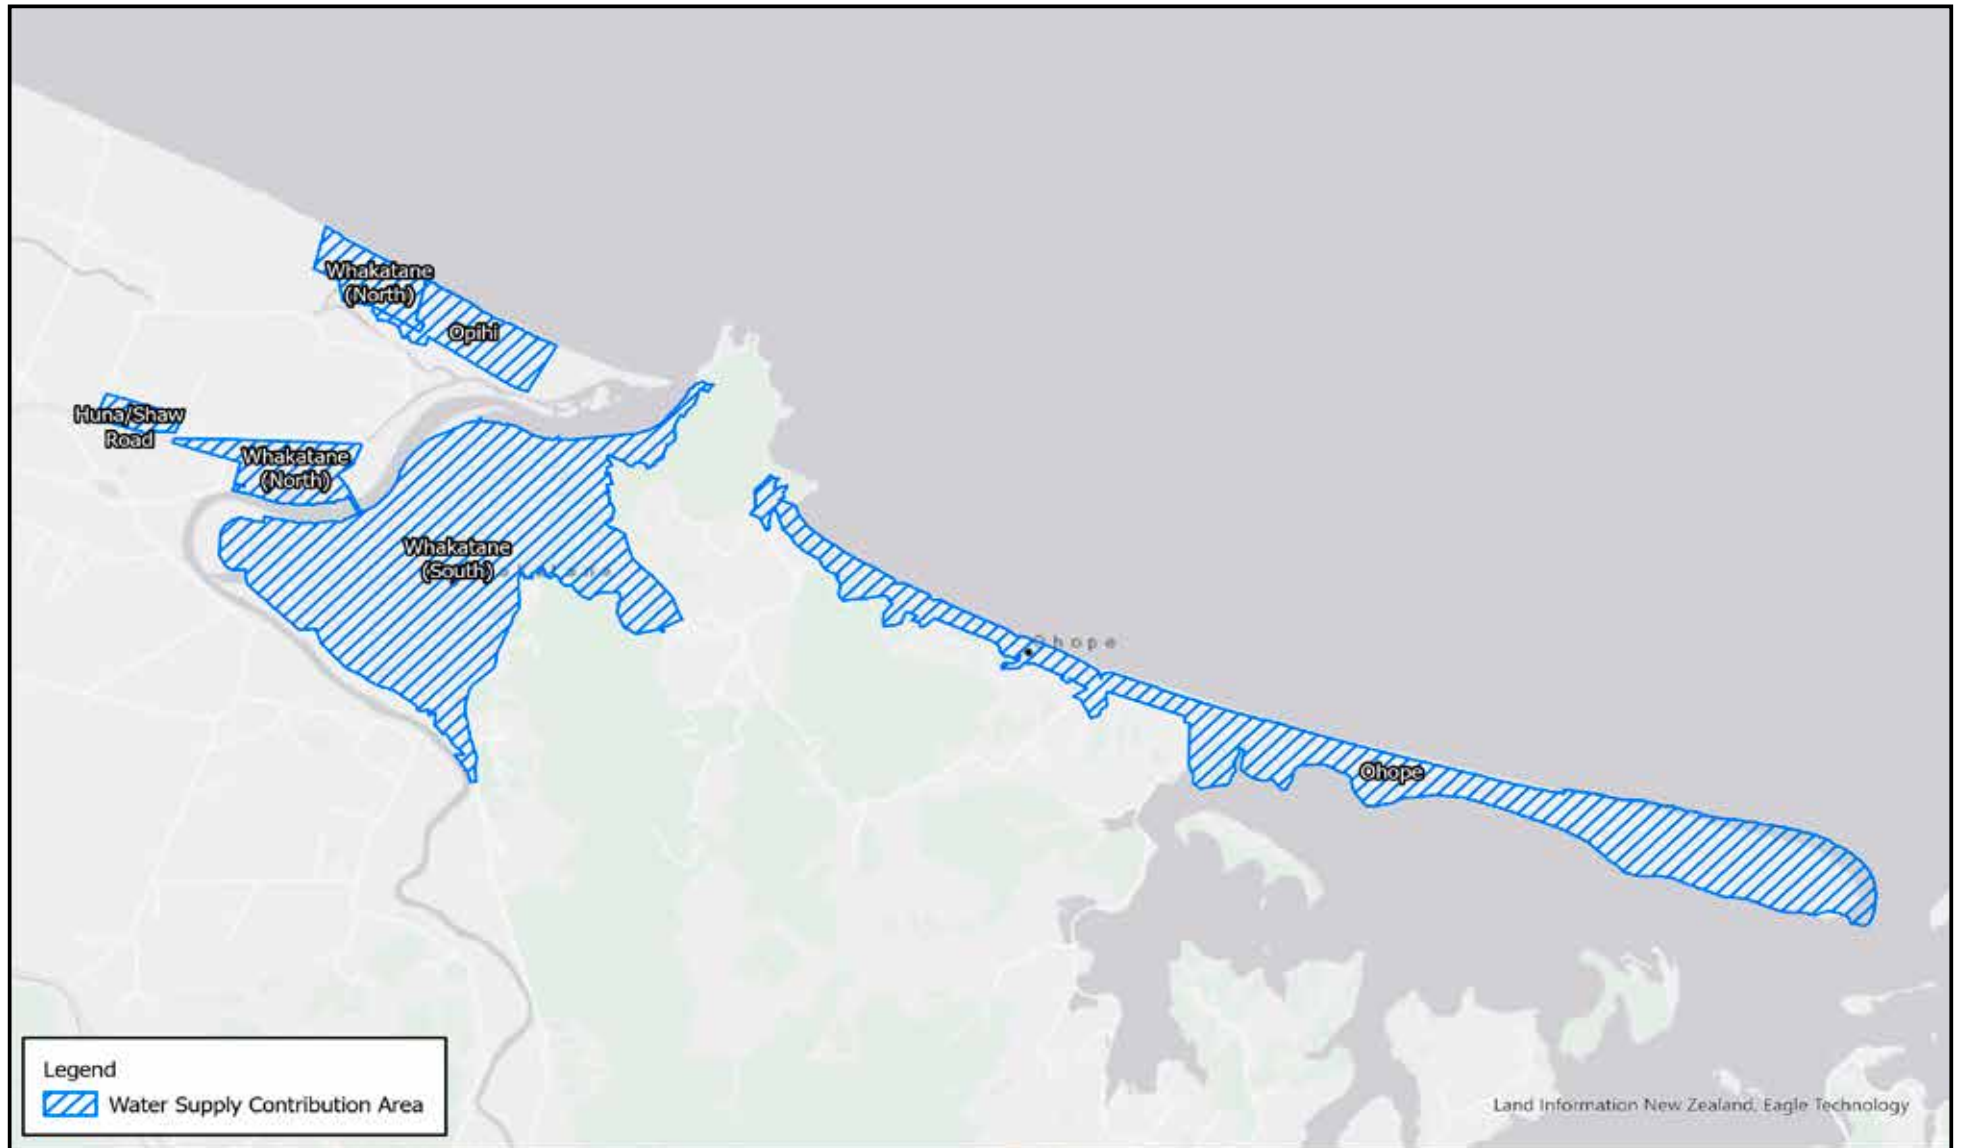 Whakatane
(North)
Opihi
Huna/Shaw
Road
Whakatane
(North)
Whakatane
(South)
Ohope
Ohope
Legend
Water Supply Contribution Area
Land Information New Zealand, Eagle Technology